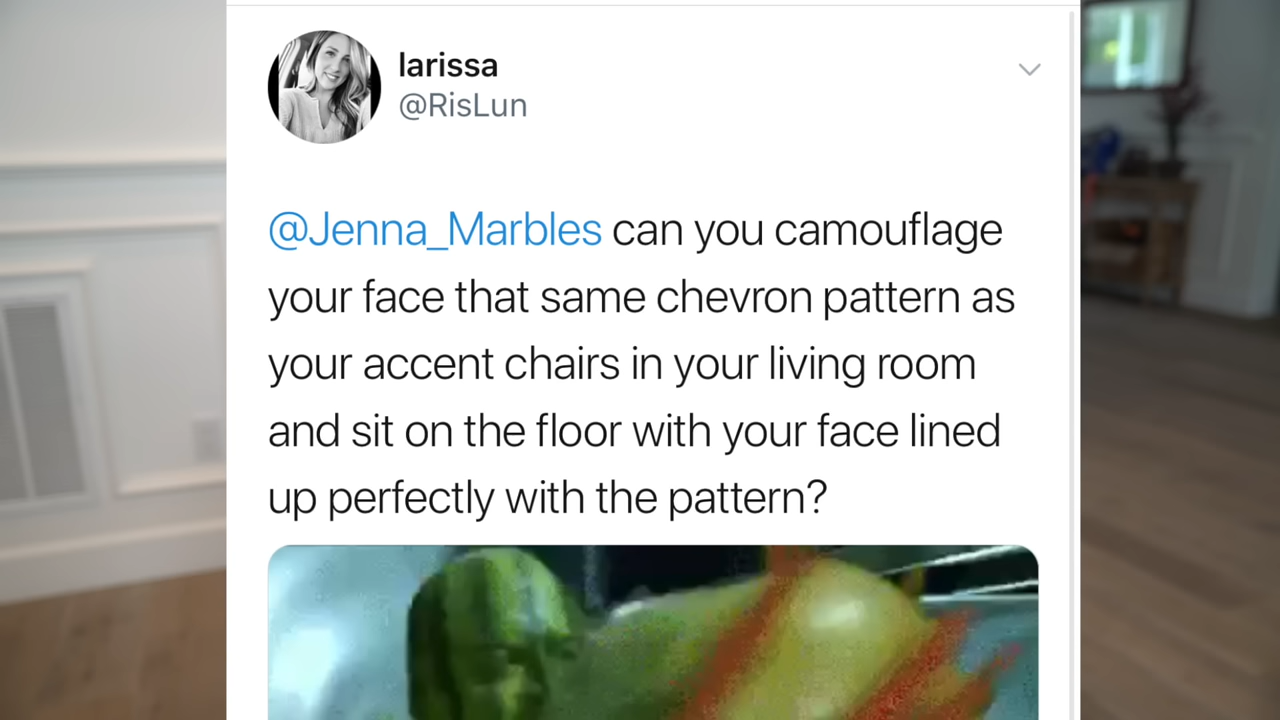 larissa
@RisLun
@Jenna_Marbles can you camouflage
your face that same chevron pattern as
your accent chairs in your living room
and sit on the floor with your face lined
up perfectly with the pattern?